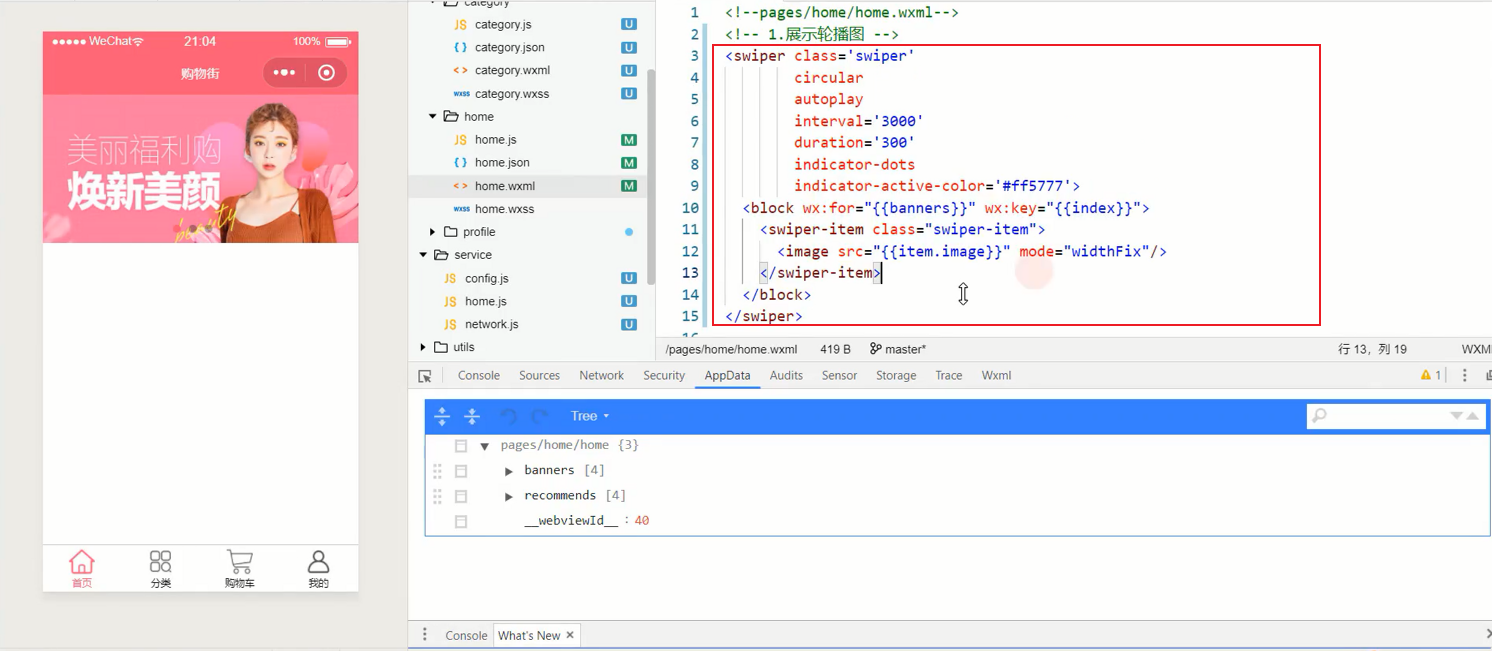 ●●●●● WeChat
21:04
100%
购物街
美丽福利购
焕新美颜
beauty
首页
分类
购物车
我的
category
JS category.js U
{ } category.json U
<> category.wxml U
wxss category.wxss U
home
JS home.js M
{ } home.json M
<> home.wxml M
wxss home.wxss
profile
service
JS config.js U
JS home.js U
JS network.js U
utils
1 <!--pages/home/home.wxml-->
2 <!-- 1.展示轮播图 -->
3 <swiper class='swiper'
4 circular
5 autoplay
6 interval='3000'
7 duration='300'
8 indicator-dots
9 indicator-active-color='#ff5777'>
10 <block wx:for="{{banners}}" wx:key="{{index}}">
11 <swiper-item class="swiper-item">
12 <image src="{{item.image}}" mode="widthFix"/>
13 </swiper-item>
14 </block>
15 </swiper>
16
/pages/home/home.wxml 419 B master* 行 13，列 19 WXML
Console Sources Network Security AppData Audits Sensor Storage Trace Wxml 1
Tree
pages/home/home {3}
banners [4]
recommends [4]
__webviewId__ : 40
Console What's New ×